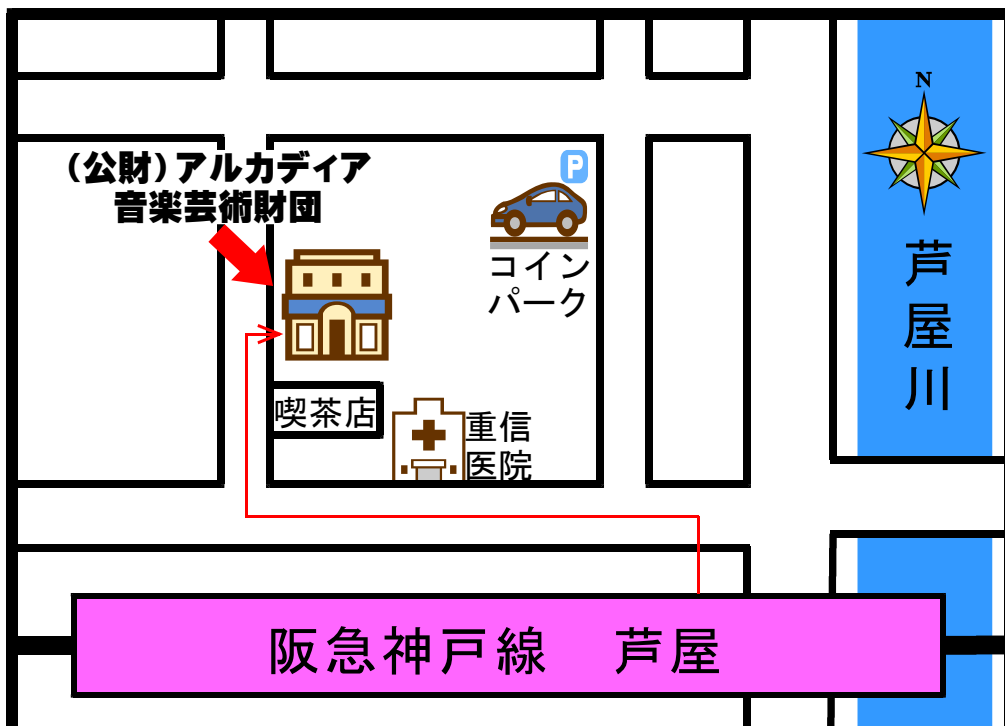 N
(公財)アルカディア
音楽芸術財団
P
コイン
パーク
芦屋川
喫茶店
重信
医院
阪急神戸線　芦屋